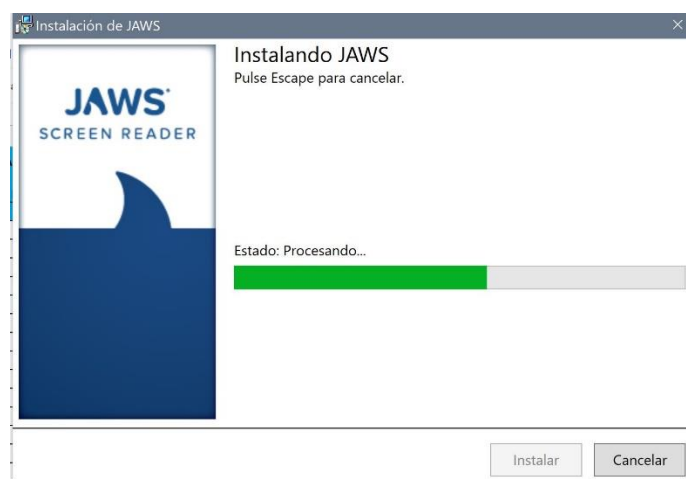 Instalación de JAWS
Instalando JAWS
Pulse Escape para cancelar.
JAWS
SCREEN READER
Estado: Procesando...
Instalar
Cancelar